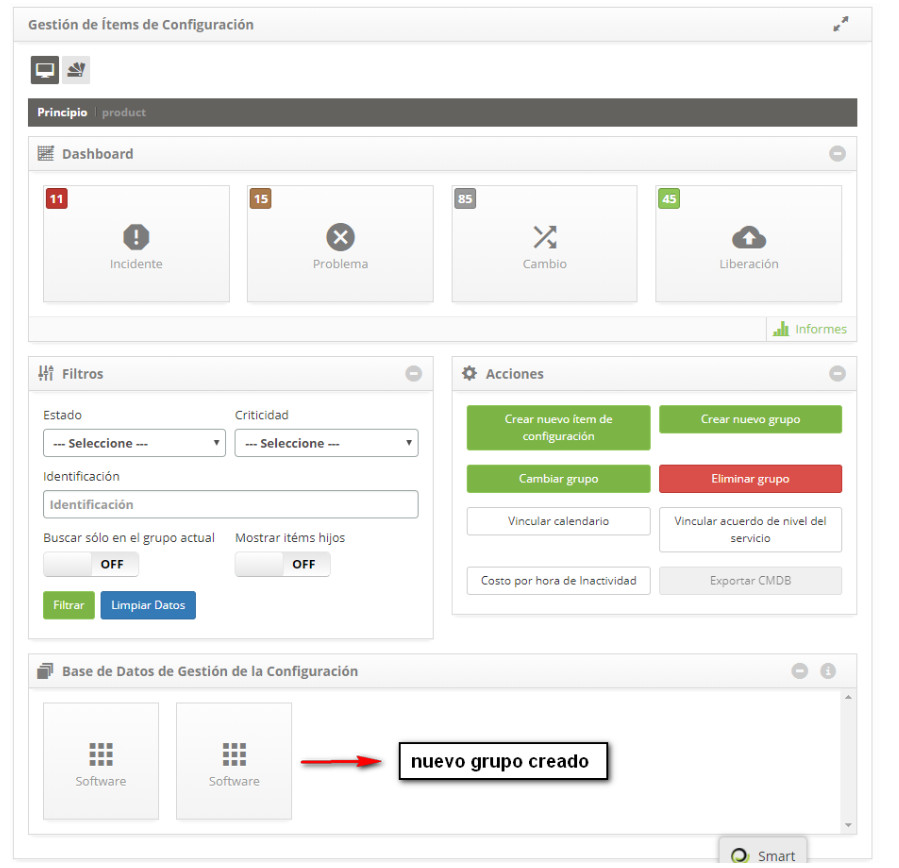 Gestión de Ítems de Configuración
Principio product
Dashboard
11
Incidente
15
Problema
85
Cambio
45
Liberación
Informes
Filtros
Estado
Criticidad
--- Seleccione ---
--- Seleccione ---
Identificación
Identificación
Buscar sólo en el grupo actual
Mostrar itéms hijos
OFF
OFF
Filtrar
Limpiar Datos
Acciones
Crear nuevo ítem de
configuración
Crear nuevo grupo
Cambiar grupo
Eliminar grupo
Vincular calendario
Vincular acuerdo de nivel del
servicio
Costo por hora de Inactividad
Exportar CMDB
Base de Datos de Gestión de la Configuración
Software
Software
nuevo grupo creado
Smart